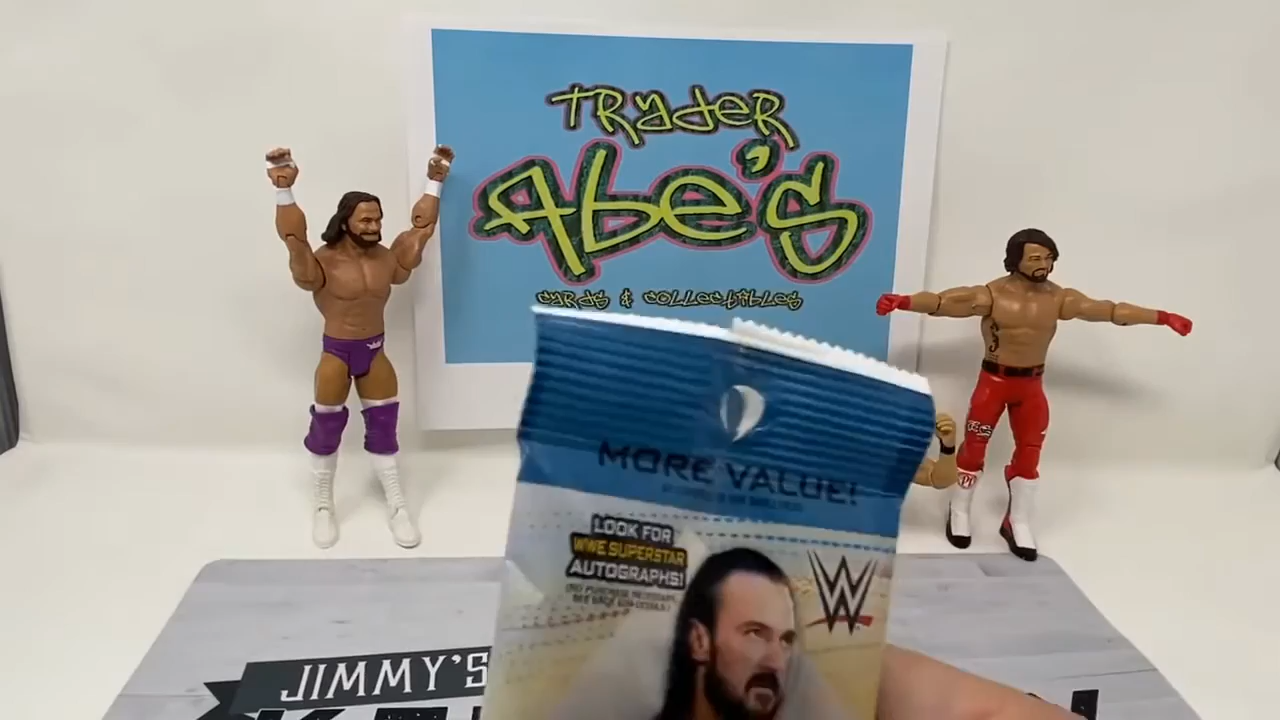 TRADER
Abe's
CARDS & COLLECTIBLES
MORE VALUE!
LOOK FOR
WWE SUPERSTAR
AUTOGRAPHS!
W
JIMMY'S